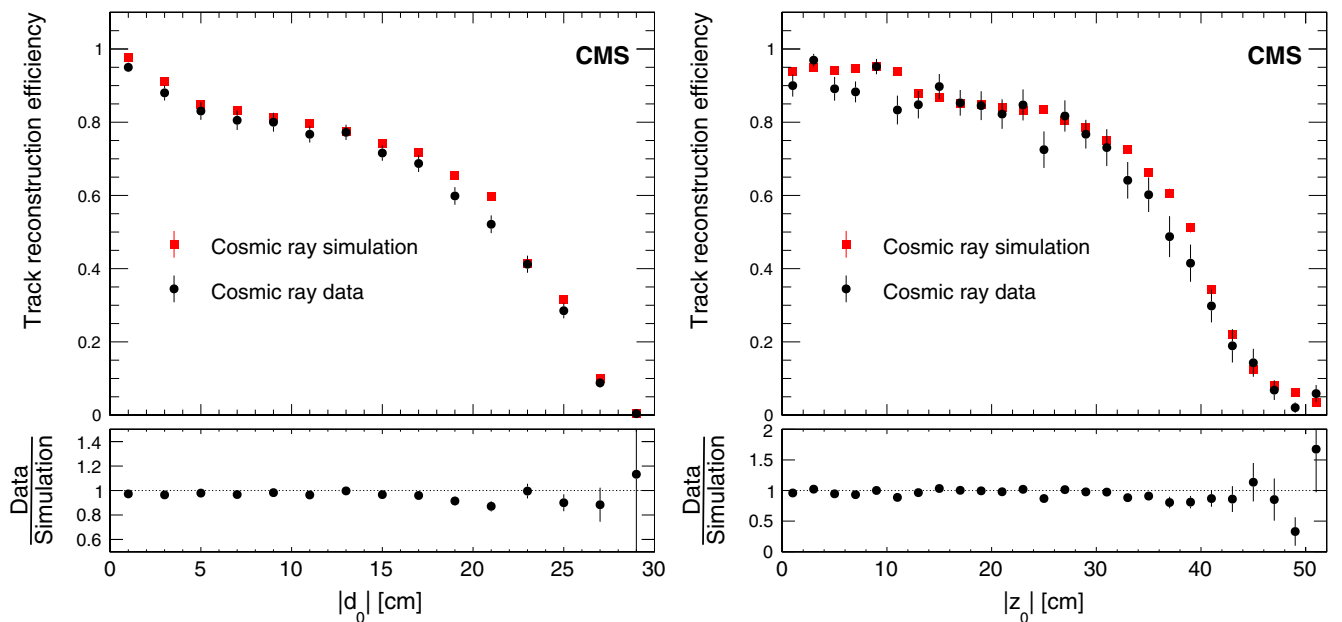 Track reconstruction efficiency
1
0.8
0.6
0.4
0.2
0
CMS
Cosmic ray simulation
Cosmic ray data
Data
Simulation
1.4
1.2
1
0.8
0.6
0 5 10 15 20 25 30
|d0| [cm]
Track reconstruction efficiency
1
0.8
0.6
0.4
0.2
0
CMS
Cosmic ray simulation
Cosmic ray data
Data
Simulation
2
1.5
1
0.5
0
0 10 20 30 40 50
|z0| [cm]